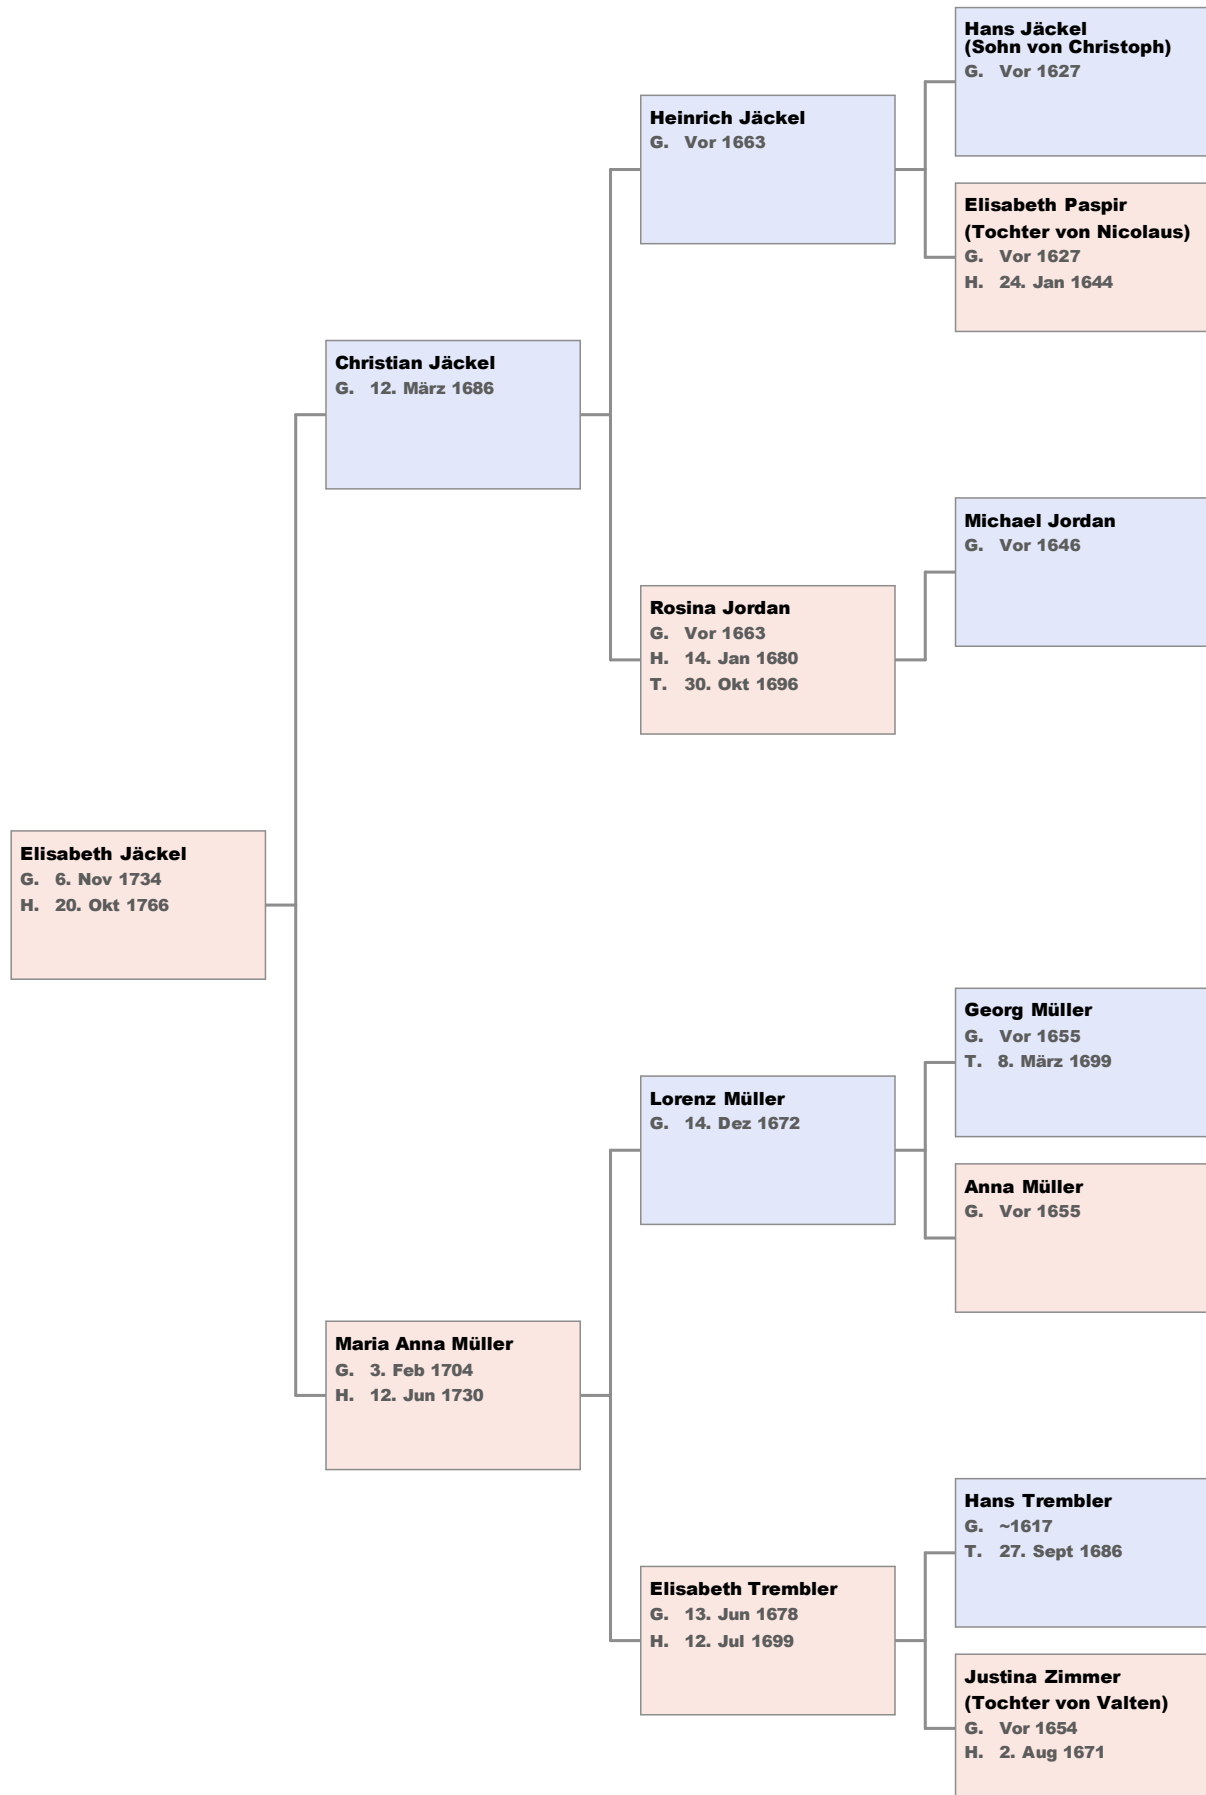 Hans Jäckel
(Sohn von Christoph)
G. Vor 1627
Heinrich Jäckel
G. Vor 1663
Elisabeth Paspir
(Tochter von Nicolaus)
G. Vor 1627
H. 24. Jan 1644
Christian Jäckel
G. 12. März 1686
Michael Jordan
G. Vor 1646
Rosina Jordan
G. Vor 1663
H. 14. Jan 1680
T. 30. Okt 1696
Elisabeth Jäckel
G. 6. Nov 1734
H. 20. Okt 1766
Georg Müller
G. Vor 1655
T. 8. März 1699
Lorenz Müller
G. 14. Dez 1672
Anna Müller
G. Vor 1655
Maria Anna Müller
G. 3. Feb 1704
H. 12. Jun 1730
Hans Trembler
G. ~1617
T. 27. Sept 1686
Elisabeth Trembler
G. 13. Jun 1678
H. 12. Jul 1699
Justina Zimmer
(Tochter von Valten)
G. Vor 1654
H. 2. Aug 1671